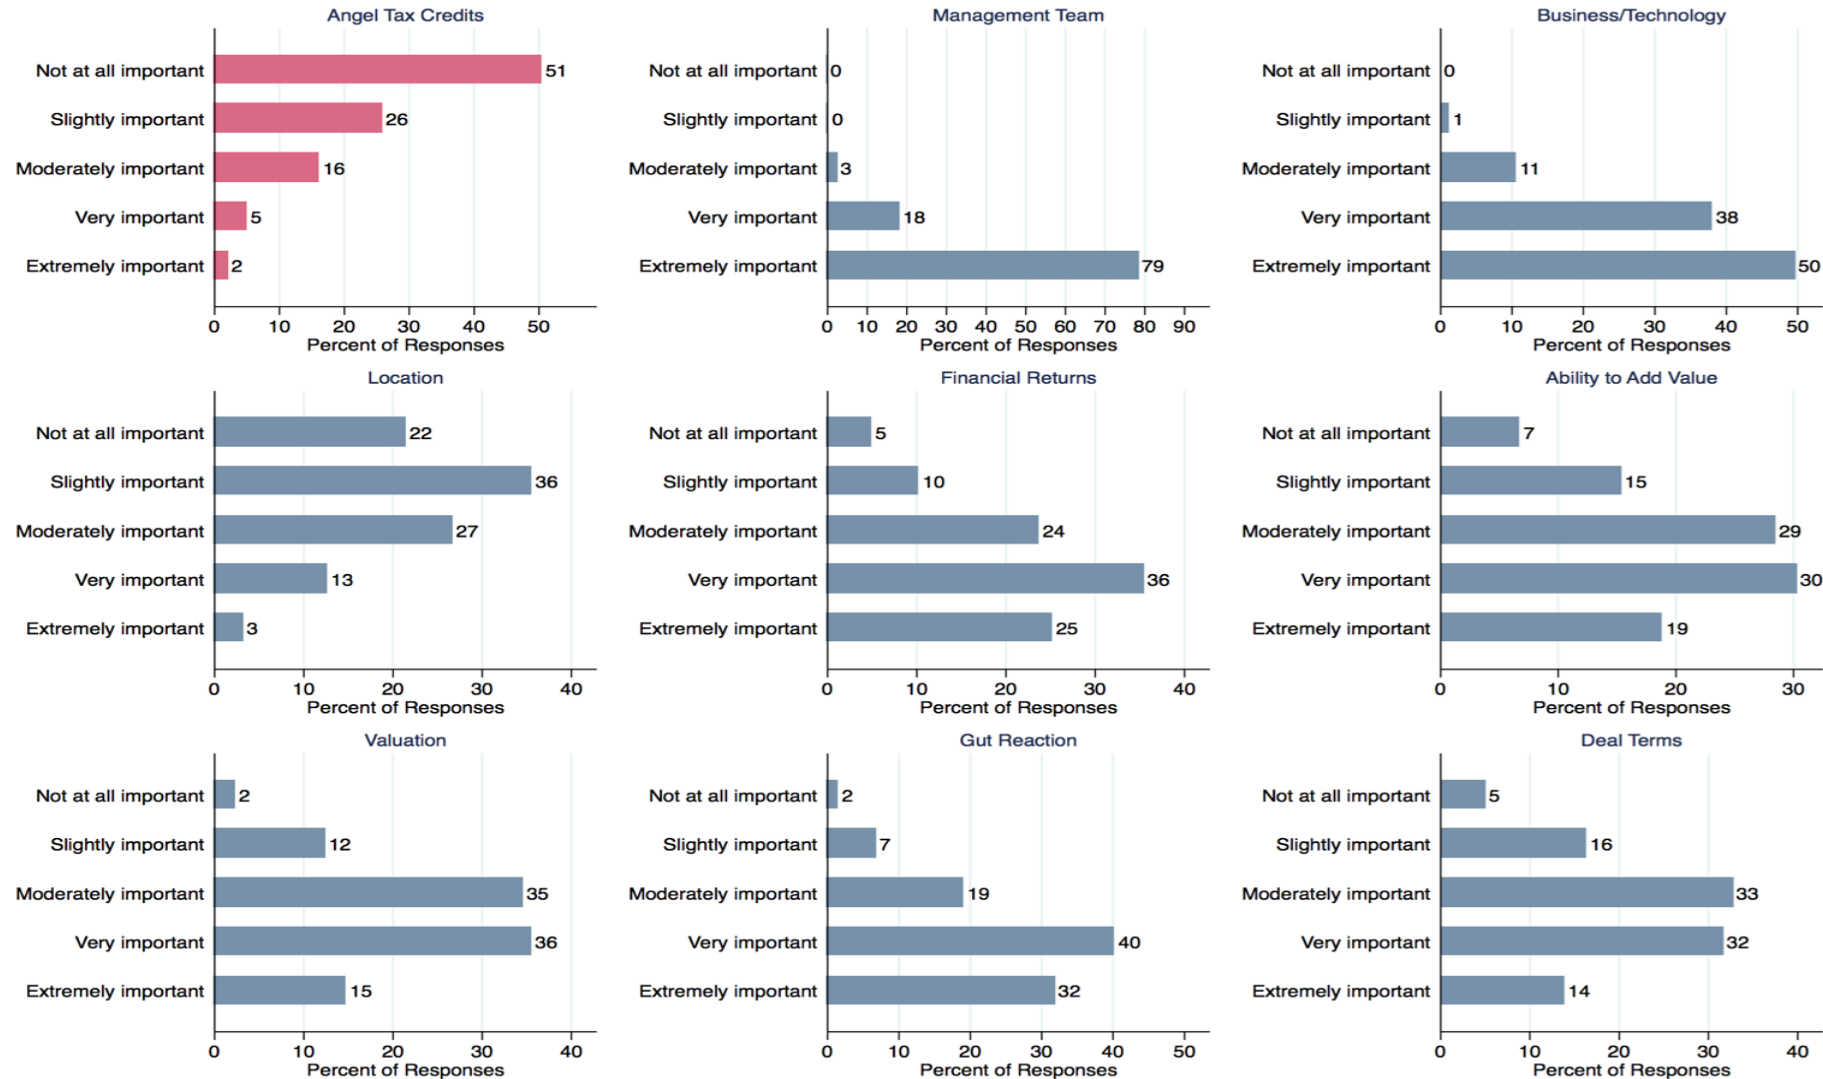 Angel Tax Credits
Not at all important 51
Slightly important 26
Moderately important 16
Very important 5
Extremely important 2
0 10 20 30 40 50
Percent of Responses
Management Team
Not at all important 0
Slightly important 0
Moderately important 3
Very important 18
Extremely important 79
0 10 20 30 40 50 60 70 80 90
Percent of Responses
Business/Technology
Not at all important 0
Slightly important 1
Moderately important 11
Very important 38
Extremely important 50
0 10 20 30 40 50
Percent of Responses
Location
Not at all important 22
Slightly important 36
Moderately important 27
Very important 13
Extremely important 3
0 10 20 30 40
Percent of Responses
Financial Returns
Not at all important 5
Slightly important 10
Moderately important 24
Very important 36
Extremely important 25
0 10 20 30 40
Percent of Responses
Ability to Add Value
Not at all important 7
Slightly important 15
Moderately important 29
Very important 30
Extremely important 19
0 10 20 30
Percent of Responses
Valuation
Not at all important 2
Slightly important 12
Moderately important 35
Very important 36
Extremely important 15
0 10 20 30 40
Percent of Responses
Gut Reaction
Not at all important 2
Slightly important 7
Moderately important 19
Very important 40
Extremely important 32
0 10 20 30 40 50
Percent of Responses
Deal Terms
Not at all important 5
Slightly important 16
Moderately important 33
Very important 32
Extremely important 14
0 10 20 30 40
Percent of Responses